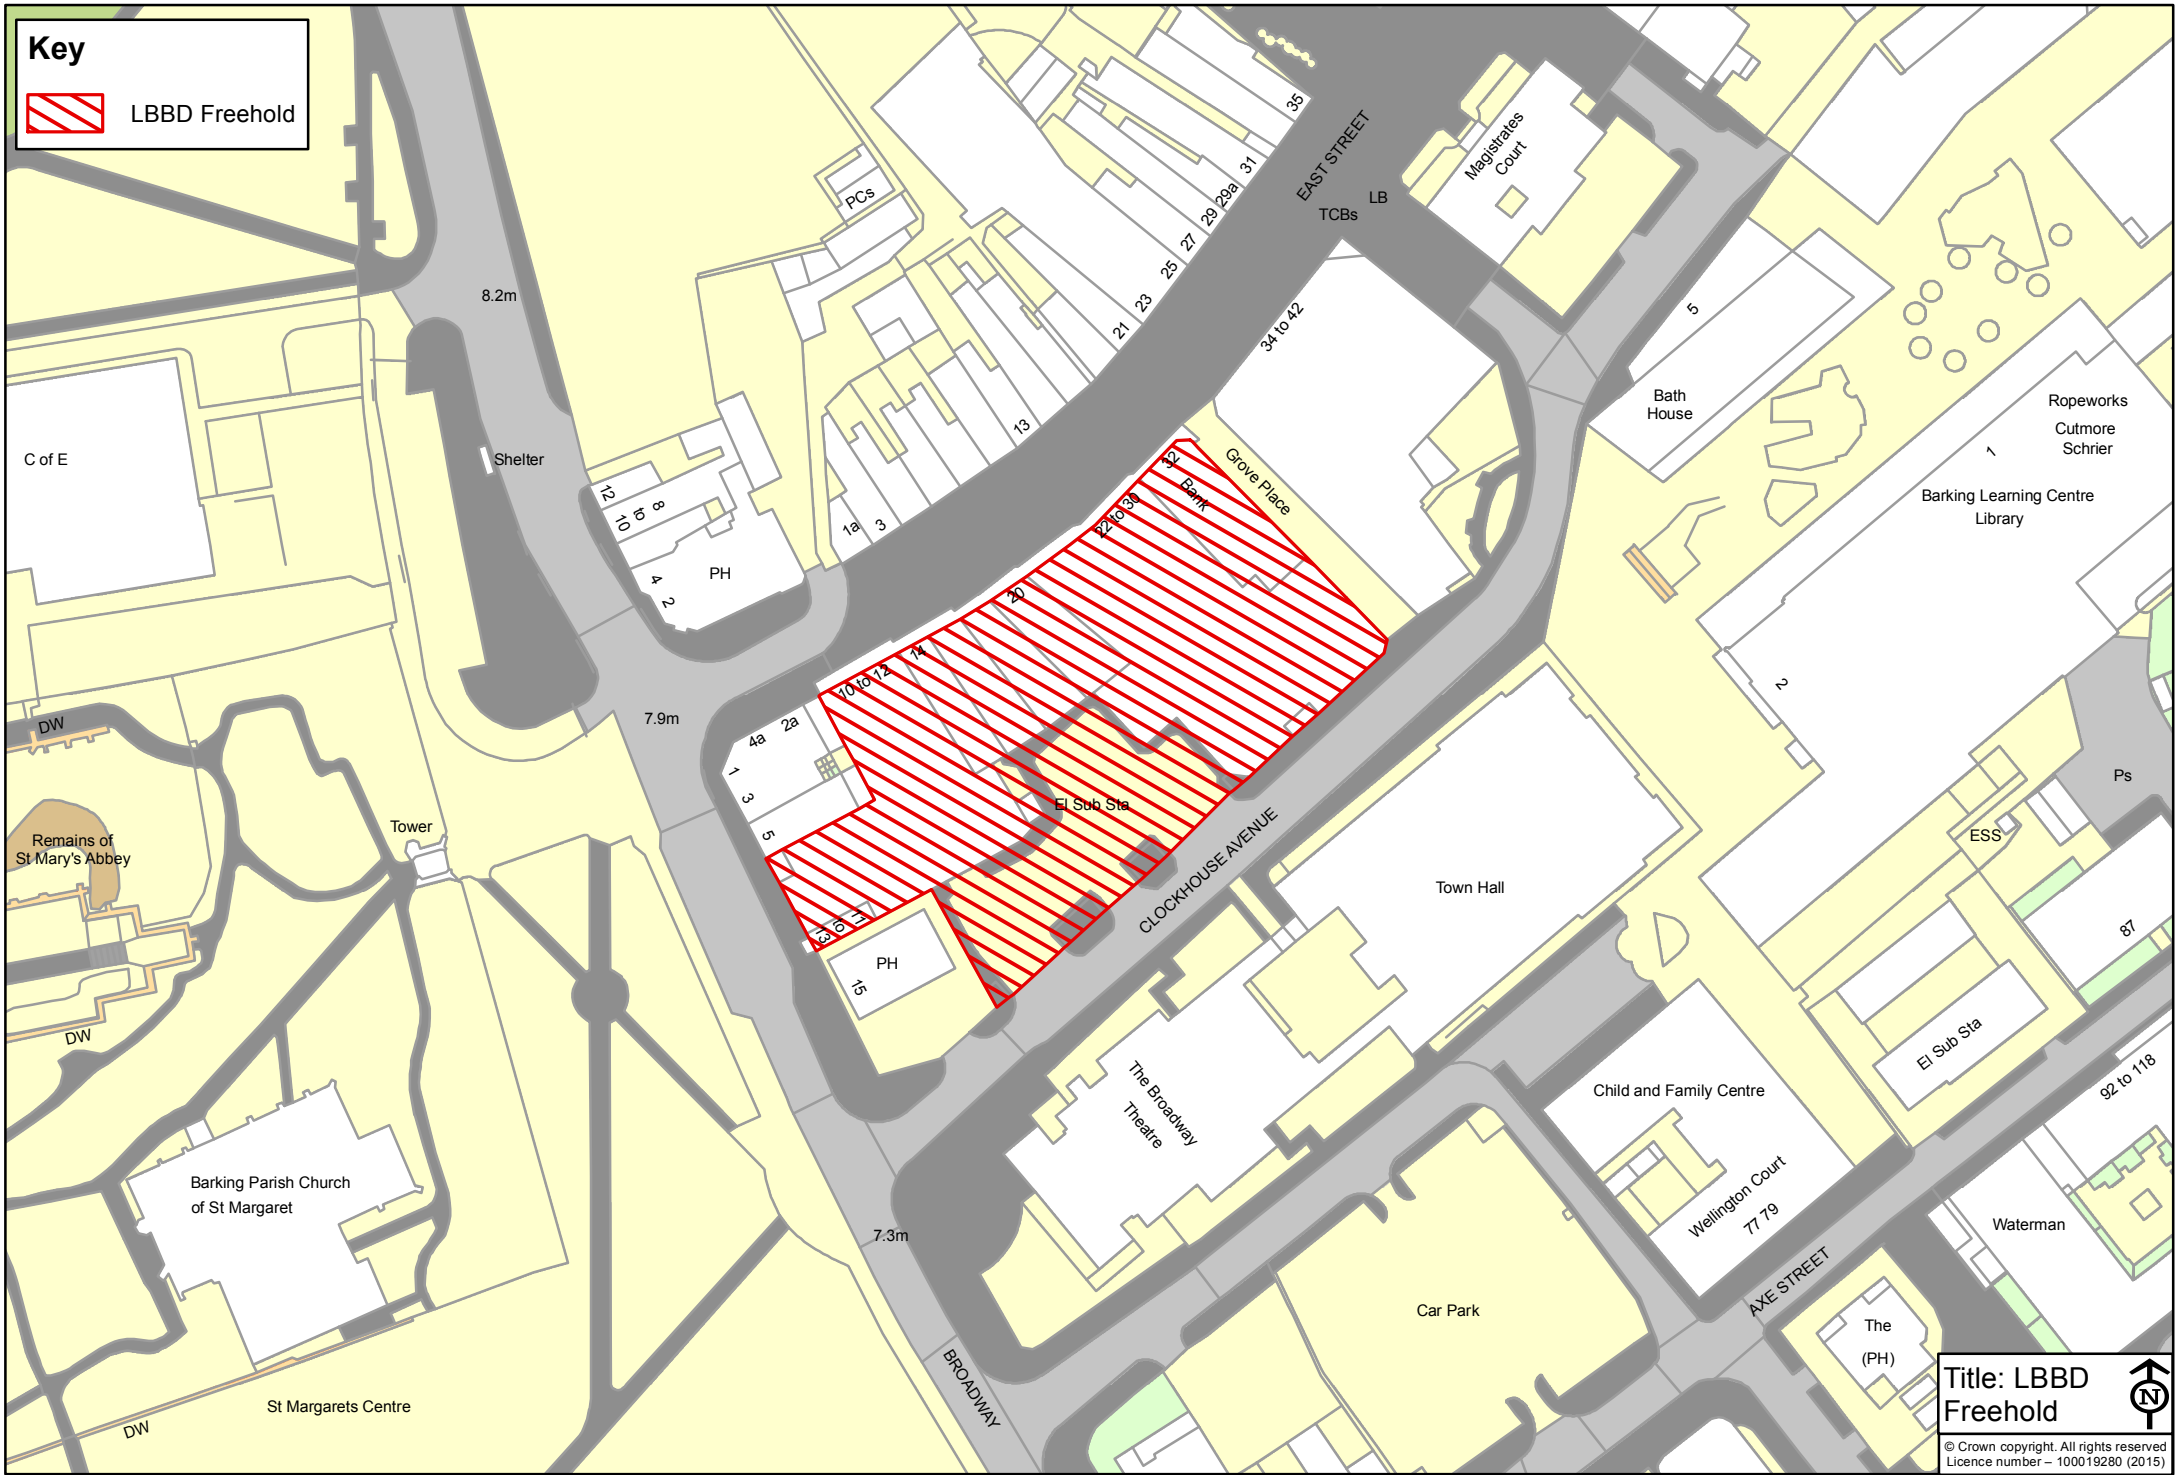 Key
LBBD Freehold
35
EAST STREET
Magistrates
Court
31
29a
29
27
25
23
21
LB
TCBs
PCs
8.2m
34 to 42
5
Bath
House
Ropeworks
Cutmore
Schrier
1
Barking Learning Centre
Library
2
C of E
Shelter
12
10
to
8
4
2
PH
1a
3
13
32
Bank
Grove Place
22 to 30
20
14
10 to 12
7.9m
2a
4a
1
3
5
El Sub Sta
11
to
13
PH
15
CLOCKHOUSE AVENUE
Town Hall
DW
Remains of
St Mary's Abbey
Tower
DW
Ps
ESS
87
El Sub Sta
92 to 118
The Broadway
Theatre
Child and Family Centre
Wellington Court
77 79
Waterman
Barking Parish Church
of St Margaret
7.3m
Car Park
AXE STREET
The
(PH)
BROADWAY
St Margarets Centre
DW
Title: LBBD
Freehold
N
© Crown copyright. All rights reserved
Licence number – 100019280 (2015)